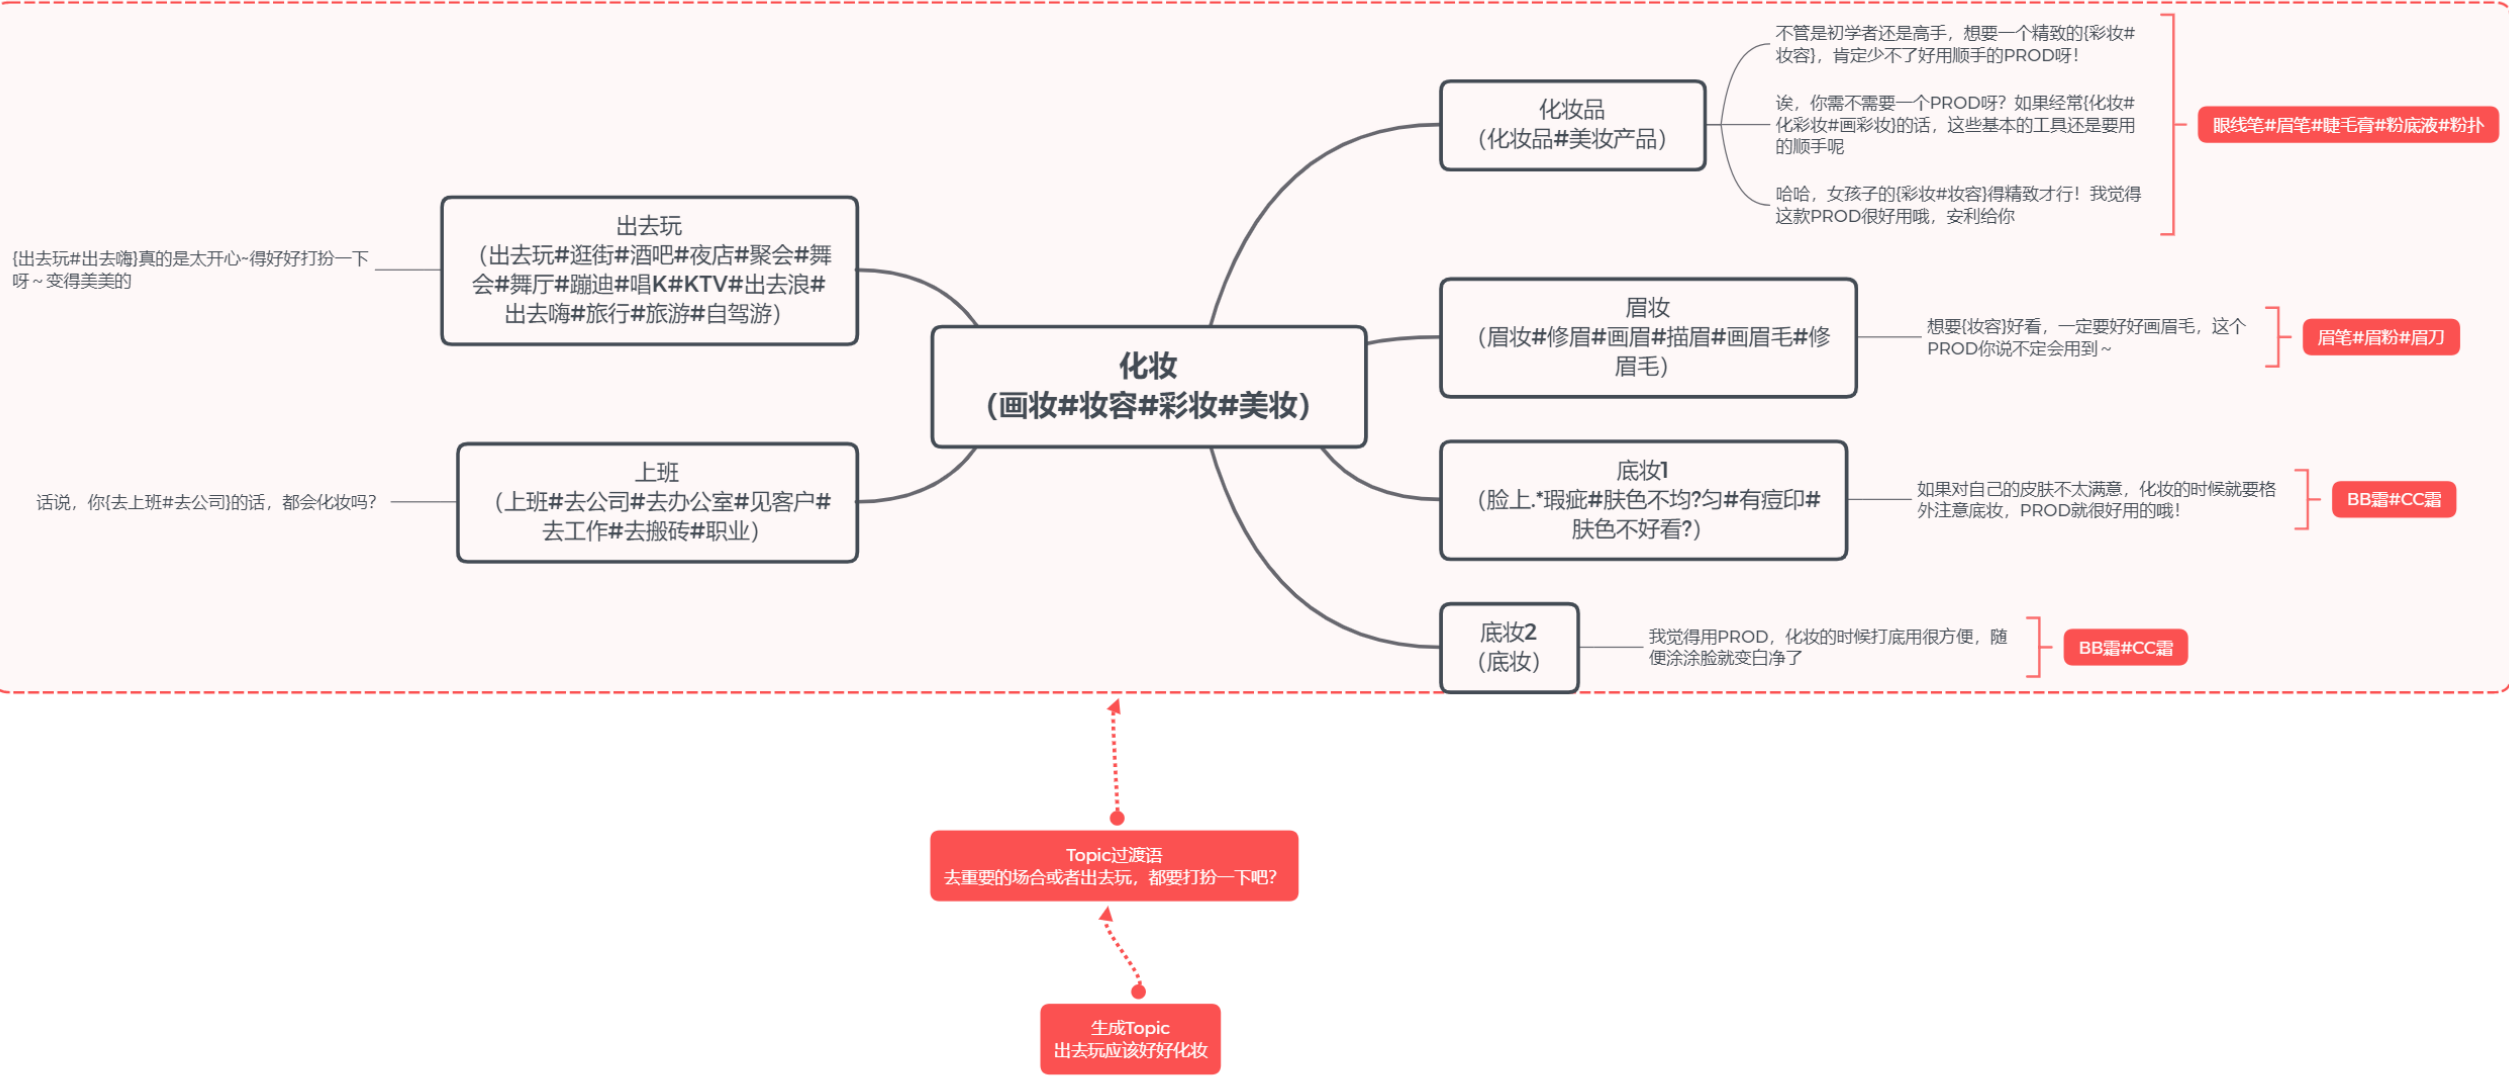 不管是初学者还是高手，想要一个精致的{彩妆#
妆容}，肯定少不了好用顺手的PROD呀！
化妆品
（化妆品#美妆产品）
诶，你需不需要一个PROD呀？如果经常{化妆#
化彩妆#画彩妆}的话，这些基本的工具还是要用
的顺手呢
眼线笔#眉笔#睫毛膏#粉底液#粉扑
哈哈，女孩子的{彩妆#妆容}得精致才行！我觉得
这款PROD很好用哦，安利给你
出去玩
（出去玩#逛街#酒吧#夜店#聚会#舞
会#舞厅#蹦迪#唱K#KTV#出去浪#
出去嗨#旅行#旅游#自驾游）
{出去玩#出去嗨}真的是太开心~得好好打扮一下
呀～变得美美的
眉妆
（眉妆#修眉#画眉#描眉#画眉毛#修
眉毛）
想要{妆容}好看，一定要好好画眉毛，这个
PROD你说不定会用到～
眉笔#眉粉#眉刀
化妆
（画妆#妆容#彩妆#美妆）
上班
（上班#去公司#去办公室#见客户#
去工作#去搬砖#职业）
话说，你{去上班#去公司}的话，都会化妆吗？
底妆1
（脸上.*瑕疵#肤色不均?匀#有痘印#
肤色不好看?）
如果对自己的皮肤不太满意，化妆的时候就要格
外注意底妆，PROD就很好用的哦！
BB霜#CC霜
底妆2
（底妆）
我觉得用PROD，化妆的时候打底用很方便，随
便涂涂脸就变白净了
BB霜#CC霜
Topic过渡语
去重要的场合或者出去玩，都要打扮一下吧？
生成Topic
出去玩应该好好化妆